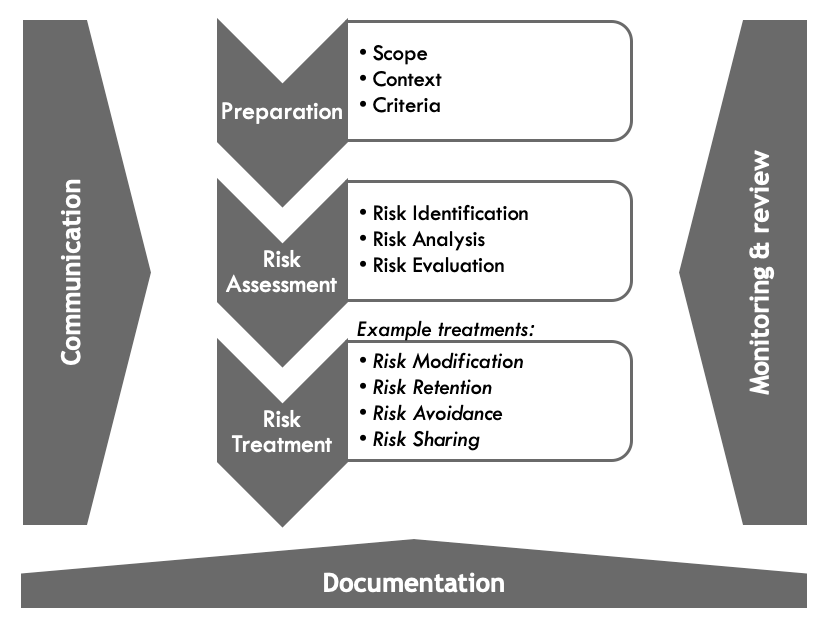 Communication
Preparation
• Scope
• Context
• Criteria
Risk
Assessment
• Risk Identification
• Risk Analysis
• Risk Evaluation
Example treatments:
Risk
Treatment
• Risk Modification
• Risk Retention
• Risk Avoidance
• Risk Sharing
Monitoring & review
Documentation